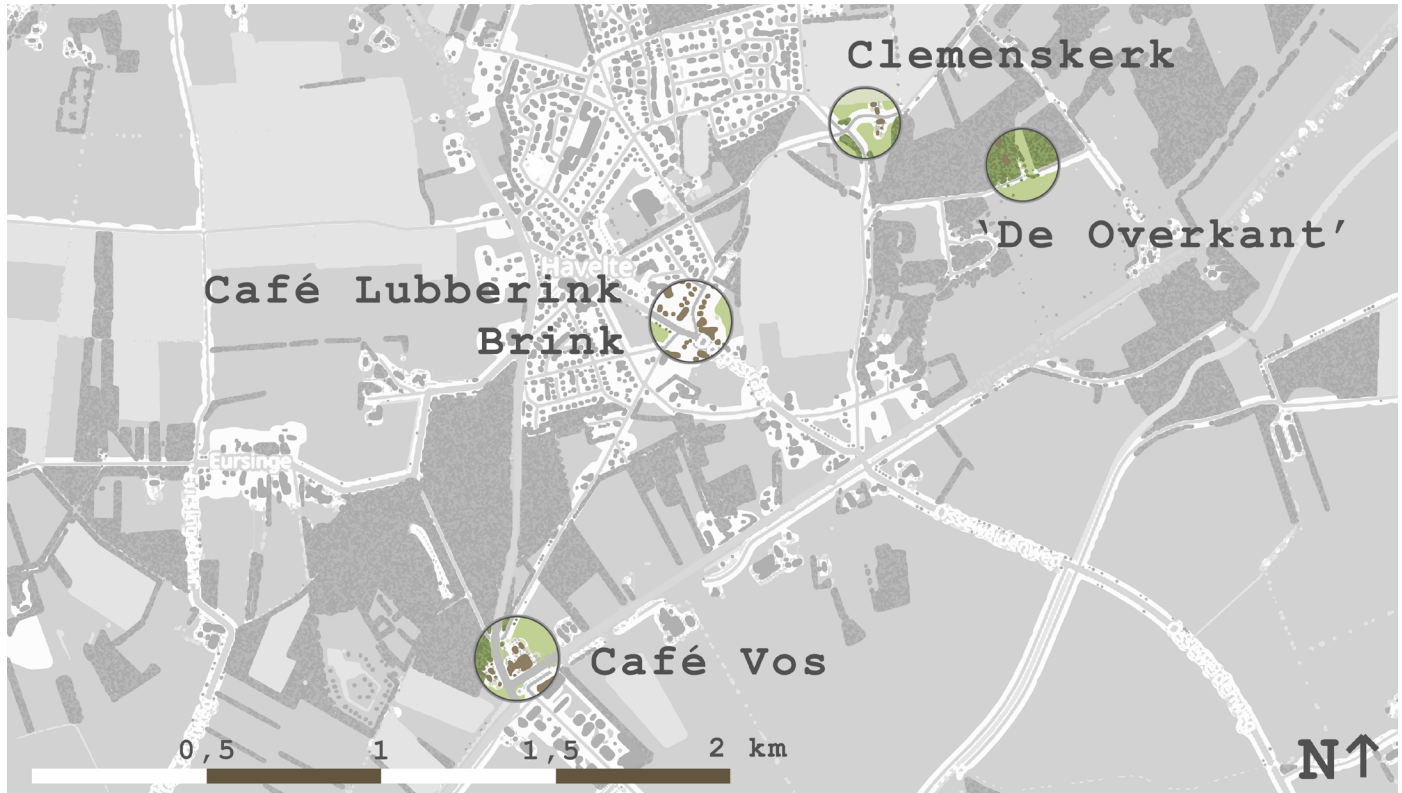 Clemenskerk
‘De Overkant’
Havelte
Café Lubberink
Brink
Eursinge
Café Vos
0,5 1 1,5 2 km
N↑